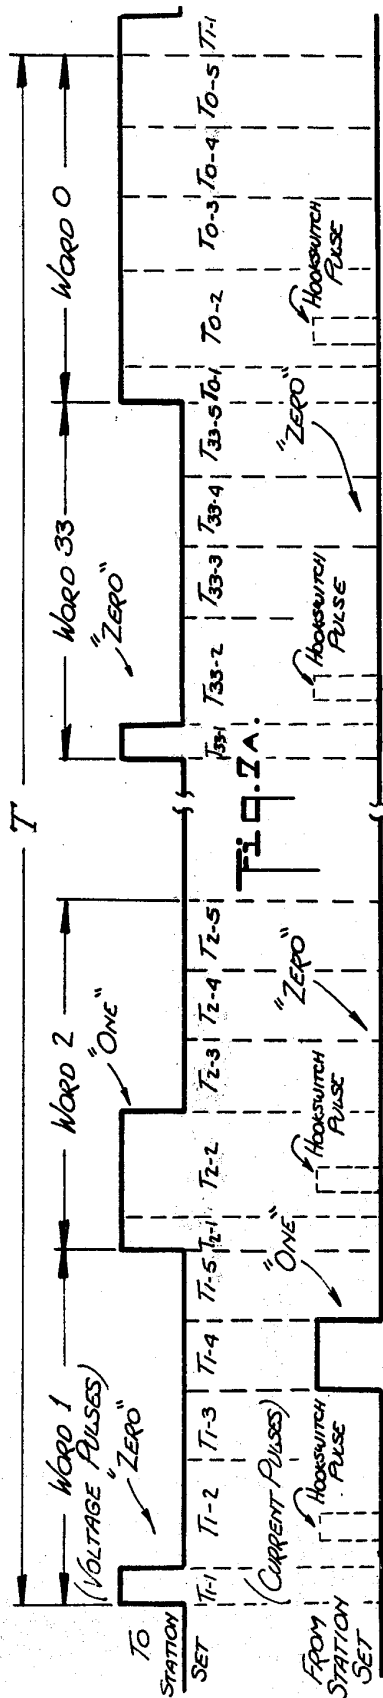 T
WORD 1
WORD 2
WORD 33
WORD 0
(VOLTAGE PULSES)
"ZERO"
"ONE"
"ZERO"
TO
STATION
SET
T1-1
T1-2
T1-3
T1-4
T1-5
T2-1
T2-2
T2-3
T2-4
T2-5
T33-1
T33-2
T33-3
T33-4
T33-5
T0-1
T0-2
T0-3
T0-4
T0-5
T1-1
Fig. 7A.
(CURRENT PULSES)
"ONE"
"ZERO"
"ZERO"
HOOKSWITCH
PULSE
HOOKSWITCH
PULSE
HOOKSWITCH
PULSE
HOOKSWITCH
PULSE
FROM
STATION
SET